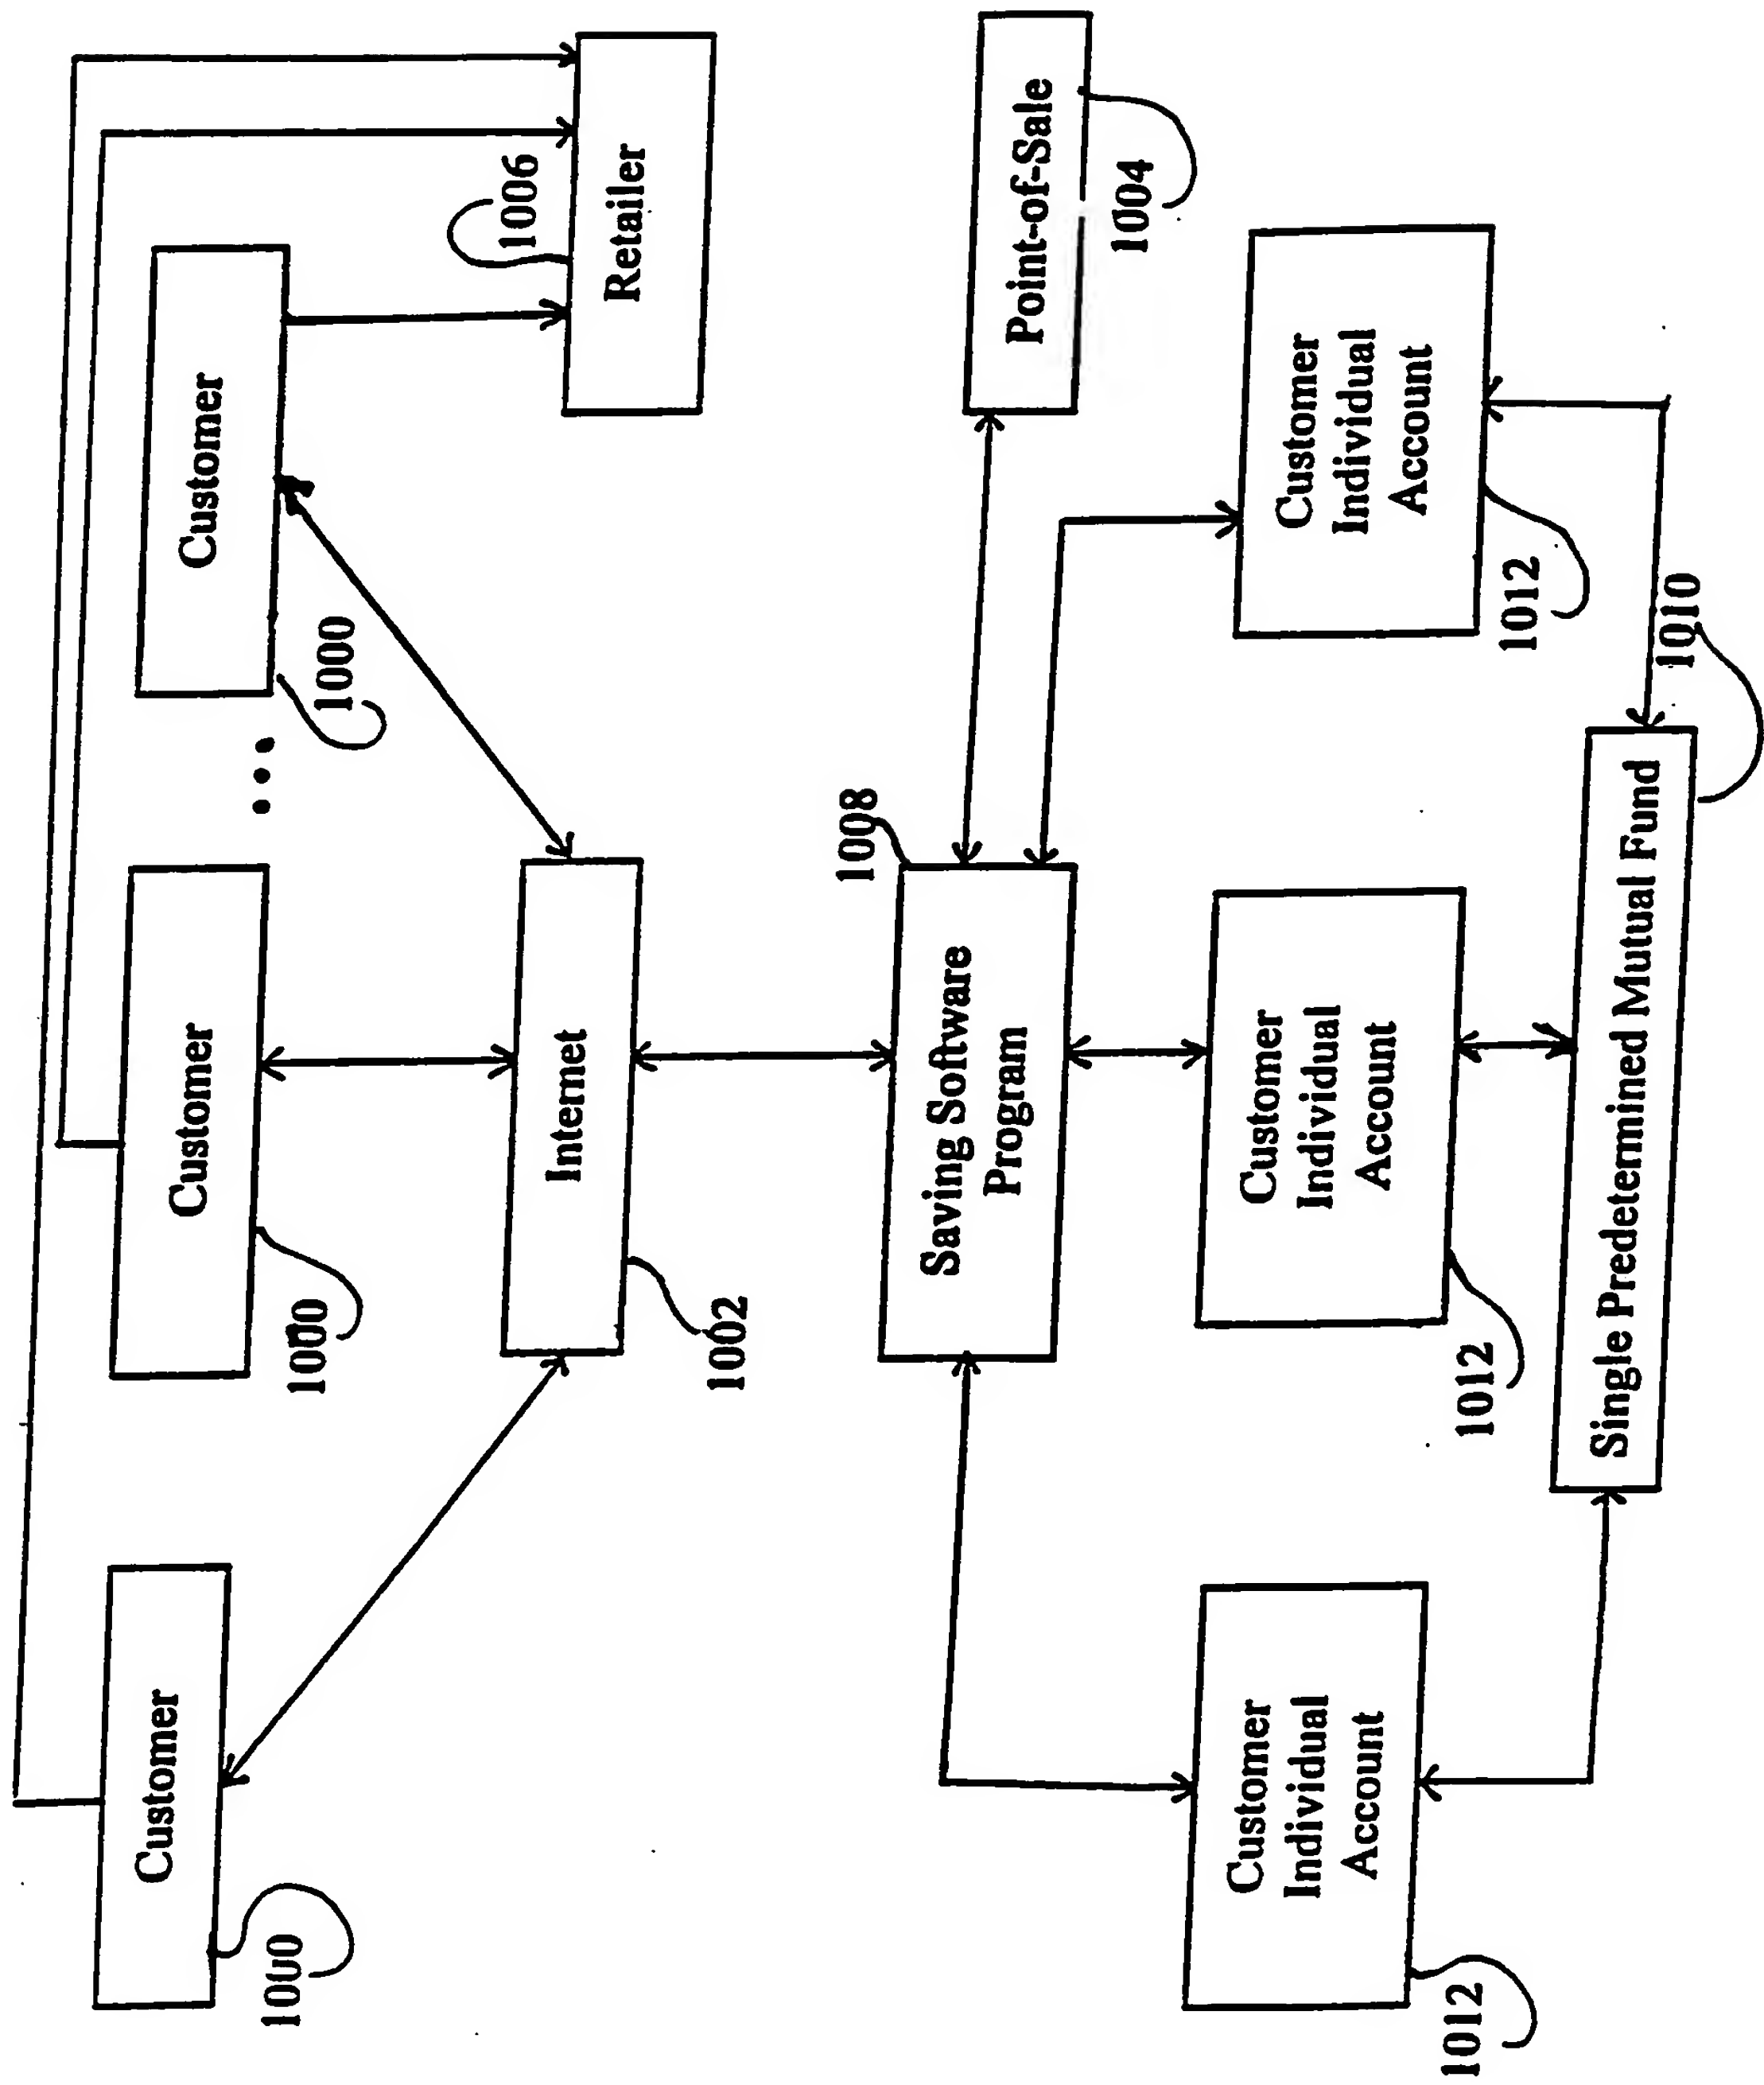 Customer
1000
Customer
1000
...
Customer
1000
Retailer
1006
Internet
1002
Saving Software
Program
1008
Point-of-Sale
1004
Customer
Individual
Account
1012
Customer
Individual
Account
1012
Customer
Individual
Account
1012
Single Predetermined Mutual Fund
1010